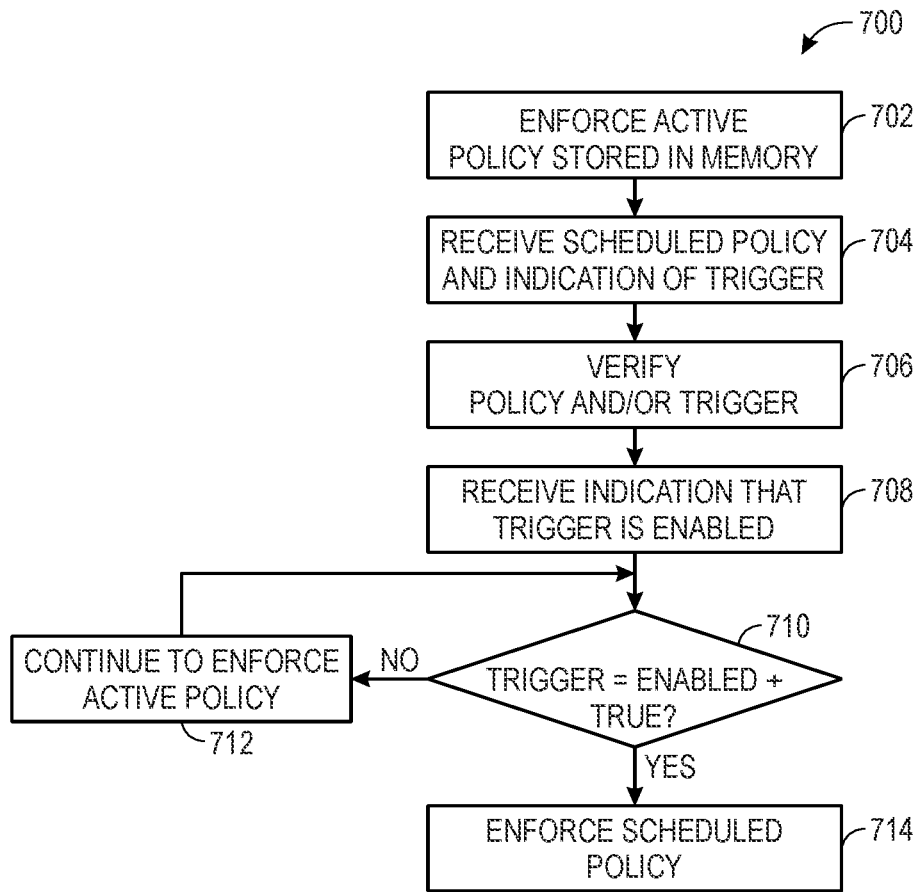 700
ENFORCE ACTIVE
POLICY STORED IN MEMORY
702
RECEIVE SCHEDULED POLICY
AND INDICATION OF TRIGGER
704
VERIFY
POLICY AND/OR TRIGGER
706
RECEIVE INDICATION THAT
TRIGGER IS ENABLED
708
710
TRIGGER = ENABLED +
TRUE?
NO
CONTINUE TO ENFORCE
ACTIVE POLICY
712
YES
ENFORCE SCHEDULED
POLICY
714